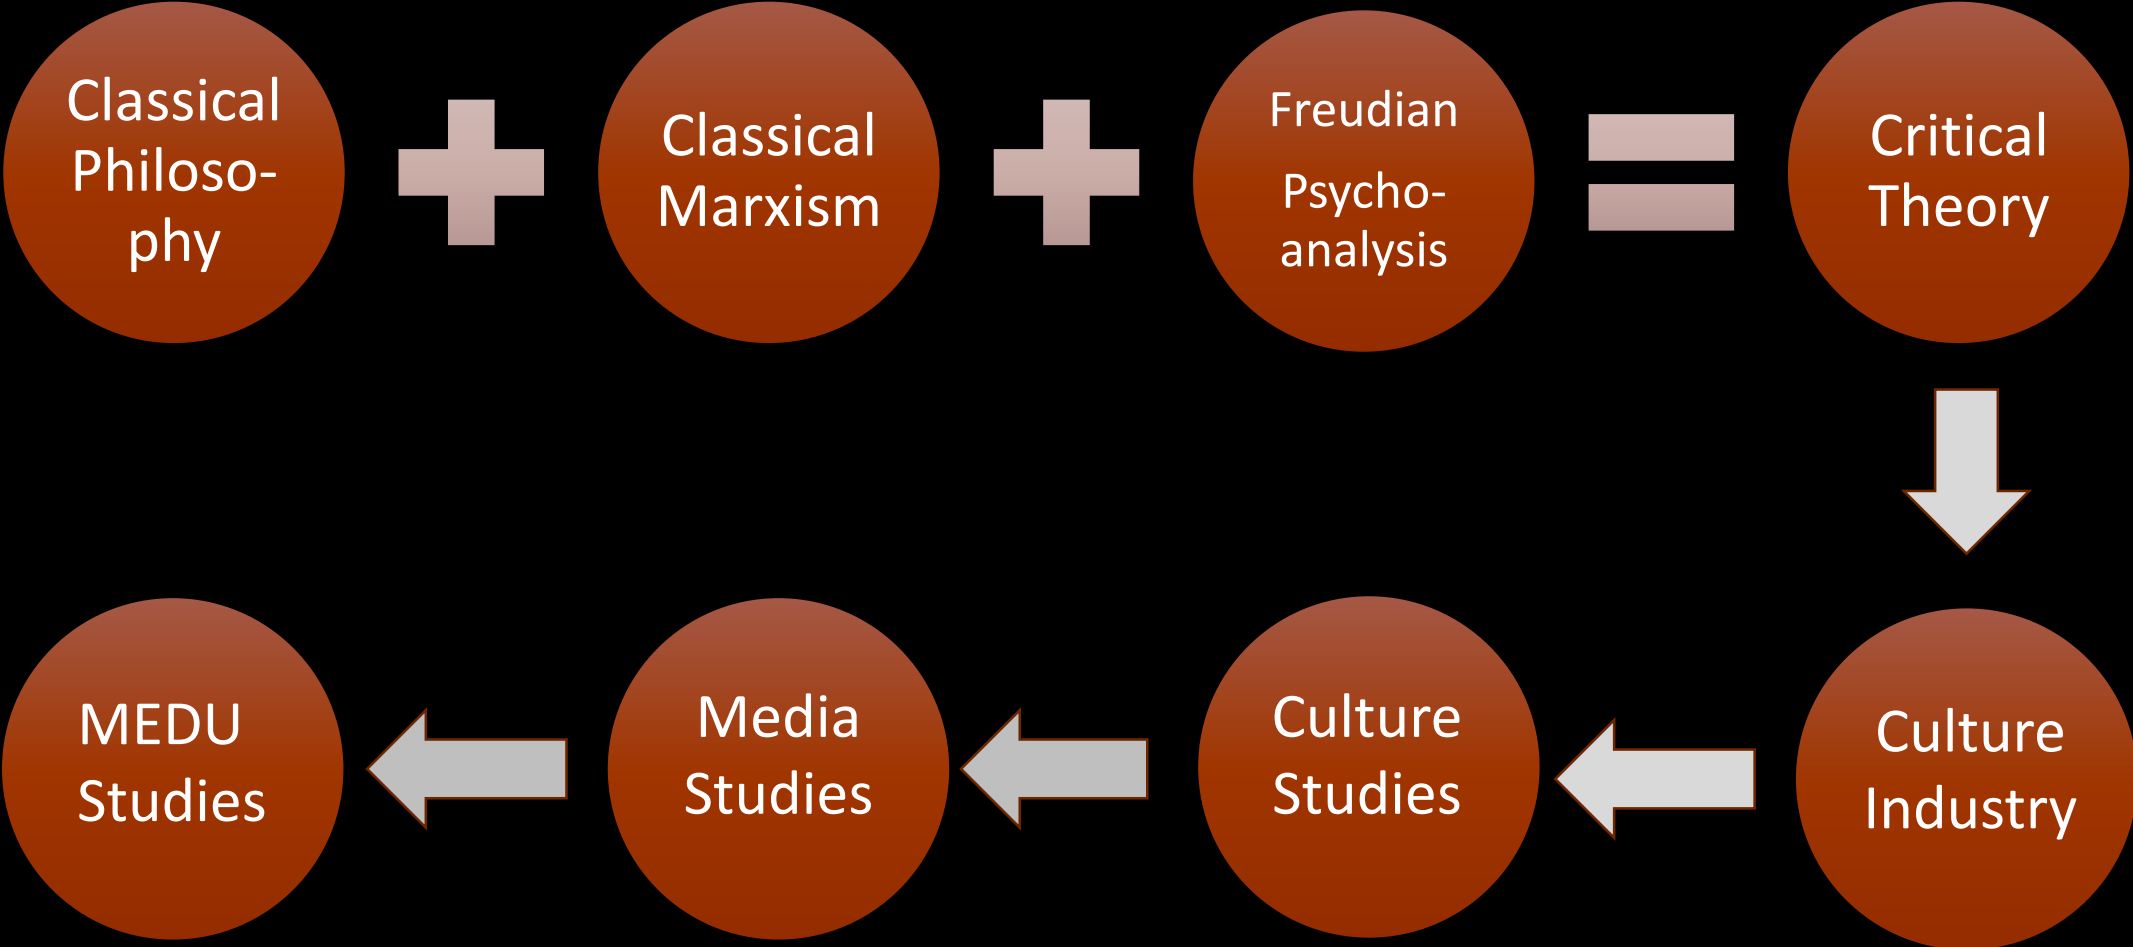 Classical
Philoso-
phy
Classical
Marxism
Freudian
Psycho-
analysis
Critical
Theory
MEDU
Studies
Media
Studies
Culture
Studies
Culture
Industry